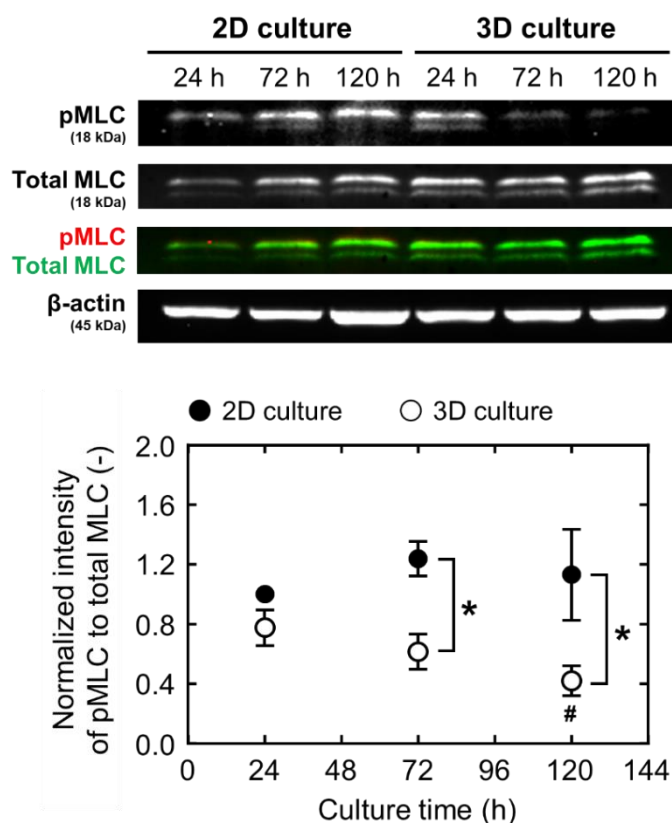 2D culture 3D culture
24 h 72 h 120 h 24 h 72 h 120 h
pMLC
(18 kDa)
Total MLC
(18 kDa)
pMLC
Total MLC
β-actin
(45 kDa)
2D culture 3D culture
Normalized intensity
of pMLC to total MLC (-)
2.0
1.6
1.2
0.8
0.4
0.0
*
*
#
0 24 48 72 96 120 144
Culture time (h)